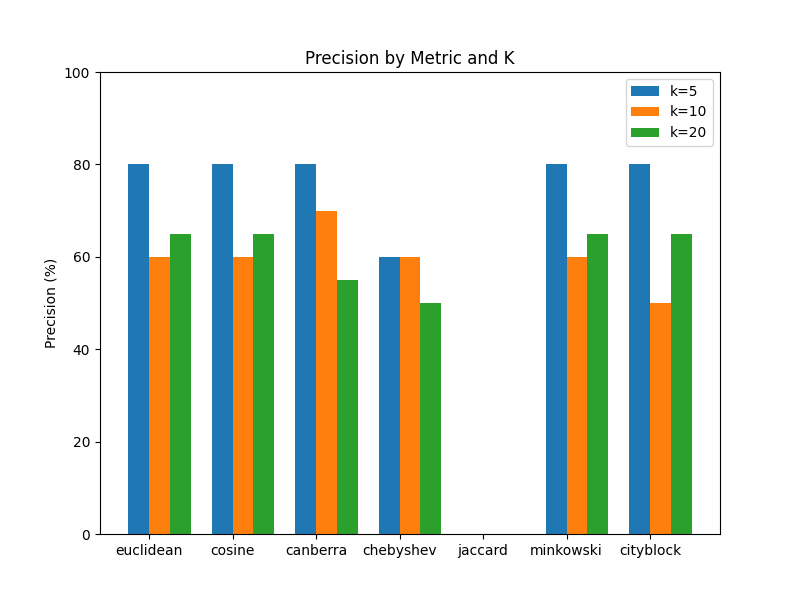 Precision by Metric and K
k=5
k=10
k=20
Precision (%)
100
80
60
40
20
0
euclidean cosine canberra chebyshev jaccard minkowski cityblock